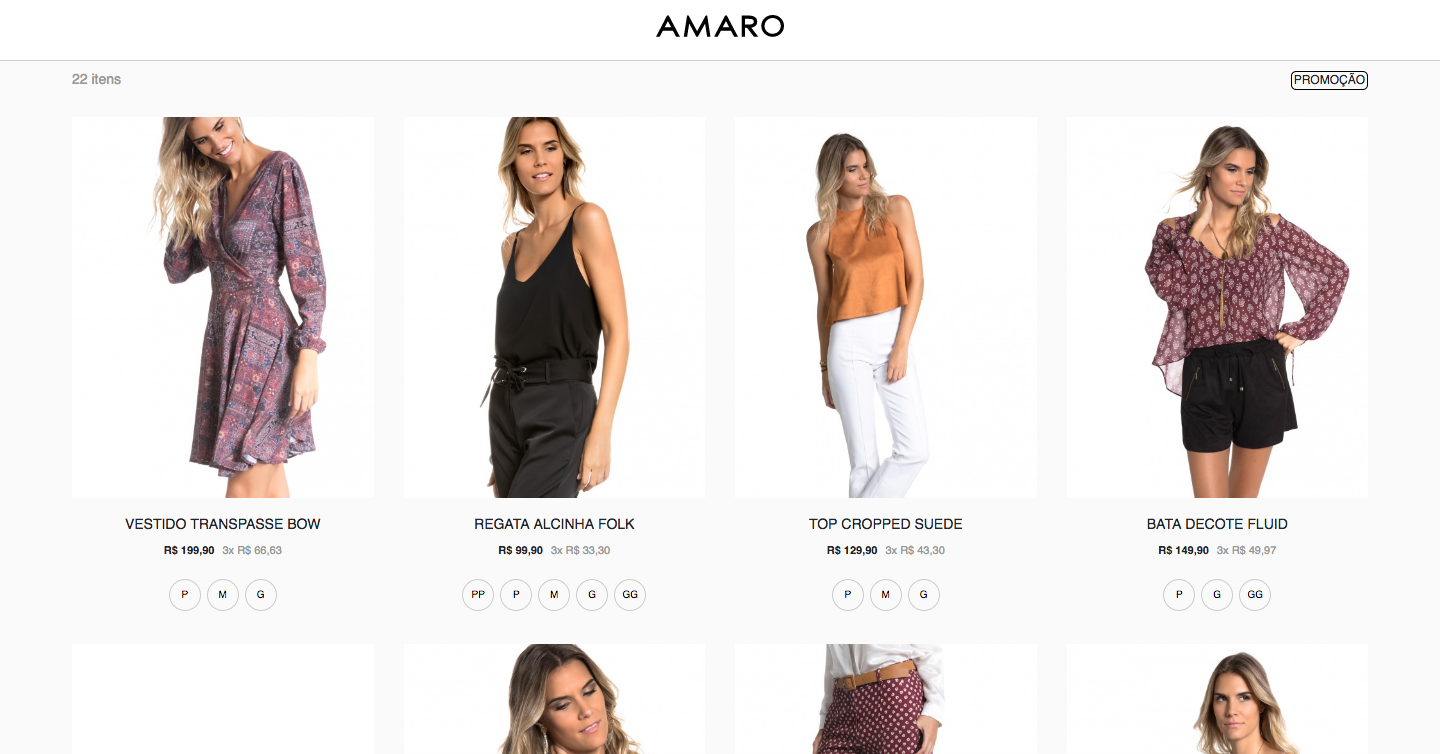 AMARO
22 itens
PROMOÇÃO
VESTIDO TRANSPASSE BOW
R$ 199,90 3x R$ 66,63
P M G
REGATA ALCINHA FOLK
R$ 99,90 3x R$ 33,30
PP P M G GG
TOP CROPPED SUEDE
R$ 129,90 3x R$ 43,30
P M G
BATA DECOTE FLUID
R$ 149,90 3x R$ 49,97
P G GG